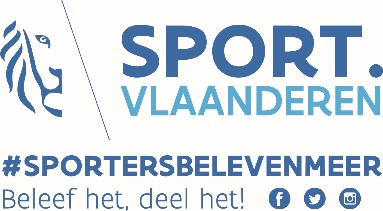 SPORT.
VLAANDEREN
#SPORTERSBELEVENMEER
Beleef het, deel het!